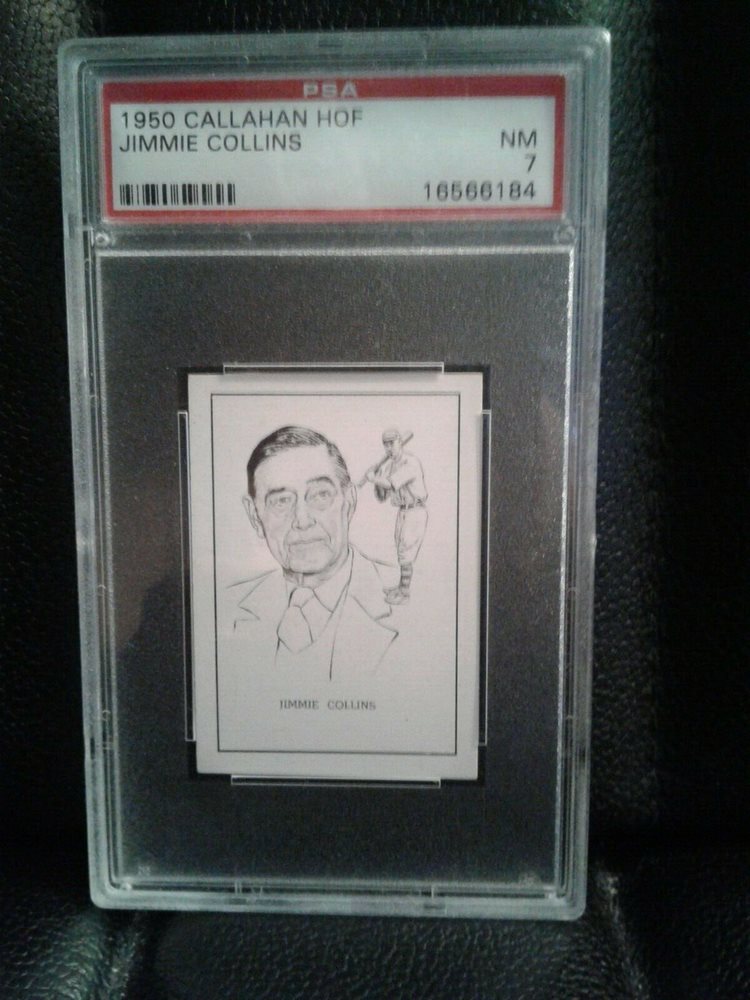 PSA
1950 CALLAHAN HOF
JIMMIE COLLINS NM
7
16566184
JIMMIE COLLINS